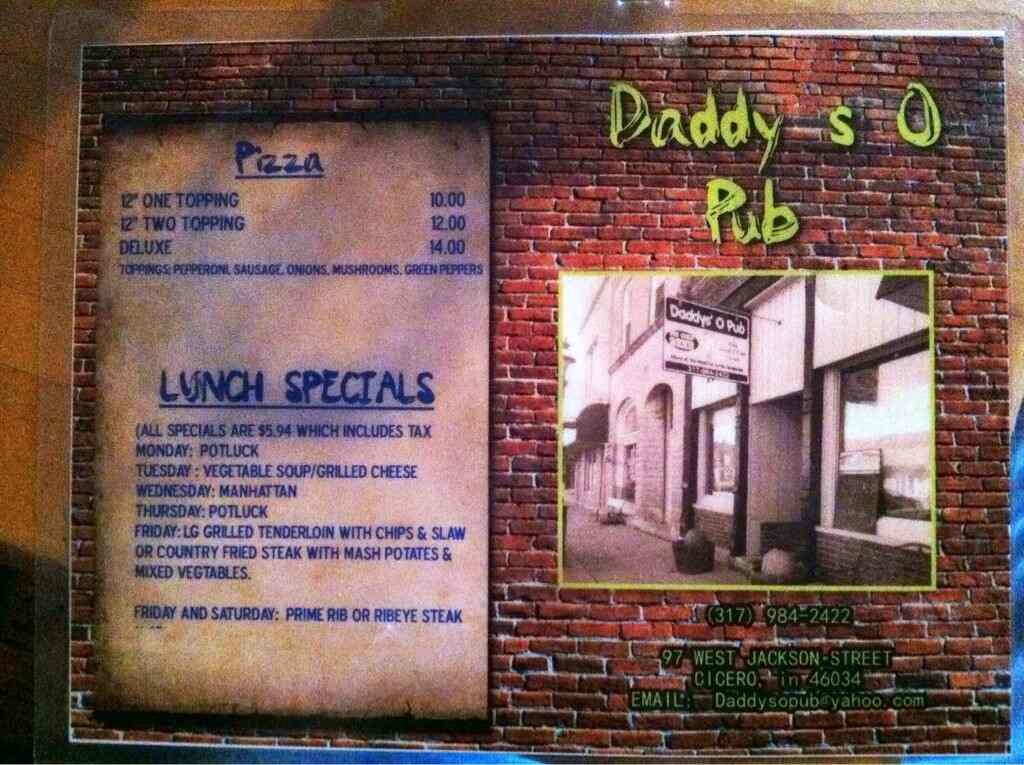 Pizza
12" ONE TOPPING 10.00
12" TWO TOPPING 12.00
DELUXE 14.00
TOPPINGS: PEPPERONI, SAUSAGE, ONIONS, MUSHROOMS, GREEN PEPPERS
LUNCH SPECIALS
(ALL SPECIALS ARE $5.94 WHICH INCLUDES TAX
MONDAY: POTLUCK
TUESDAY : VEGETABLE SOUP/GRILLED CHEESE
WEDNESDAY: MANHATTAN
THURSDAY: POTLUCK
FRIDAY: LG GRILLED TENDERLOIN WITH CHIPS & SLAW
OR COUNTRY FRIED STEAK WITH MASH POTATES &
MIXED VEGTABLES.
FRIDAY AND SATURDAY: PRIME RIB OR RIBEYE STEAK
Daddy s O
Pub
Daddys' O Pub
317-984-2422
(317) 984-2422
97 WEST JACKSON STREET
CICERO, in 46034
EMAIL: Daddysopub@yahoo.com